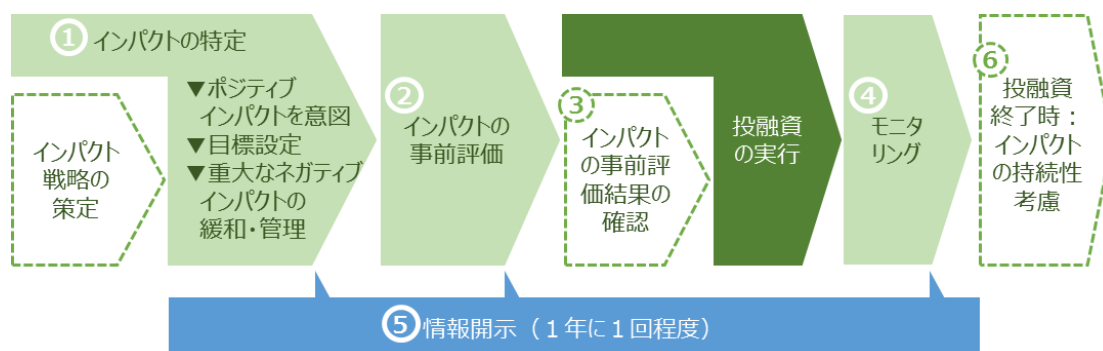 ① インパクトの特定
インパクト
戦略の
策定
▼ポジティブ
インパクトを意図
▼目標設定
▼重大なネガティブ
インパクトの
緩和・管理
②
インパクトの
事前評価
③
インパクト
の事前評
価結果の
確認
投融資
の実行
④
モニタ
リング
⑥
投融資
終了時：
インパクト
の持続性
考慮
⑤情報開示（１年に１回程度）